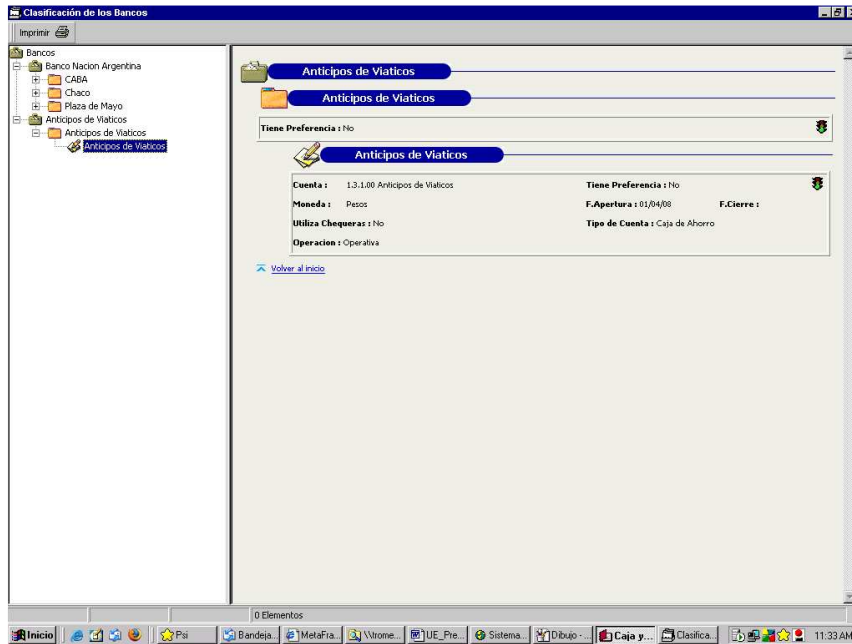 Clasificación de los Bancos
Imprimir
Bancos
Banco Nacion Argentina
CABA
Chaco
Plaza de Mayo
Anticipos de Viaticos
Anticipos de Viaticos
Anticipos de Viaticos
Anticipos de Viaticos
Anticipos de Viaticos
Tiene Preferencia : No
Anticipos de Viaticos
Cuenta : 1.3.1.00 Anticipos de Viaticos Tiene Preferencia : No
Moneda : Pesos F.Apertura : 01/04/08 F.Cierre :
Utiliza Chequeras : No Tipo de Cuenta : Caja de Ahorro
Operacion : Operativa
Volver al inicio
0 Elementos
Inicio Psi Bandeja... MetaFra... \\trome... UE_Pre... Sistema... Dibujo - ... Caja y... Clasifica... 11:33 AM